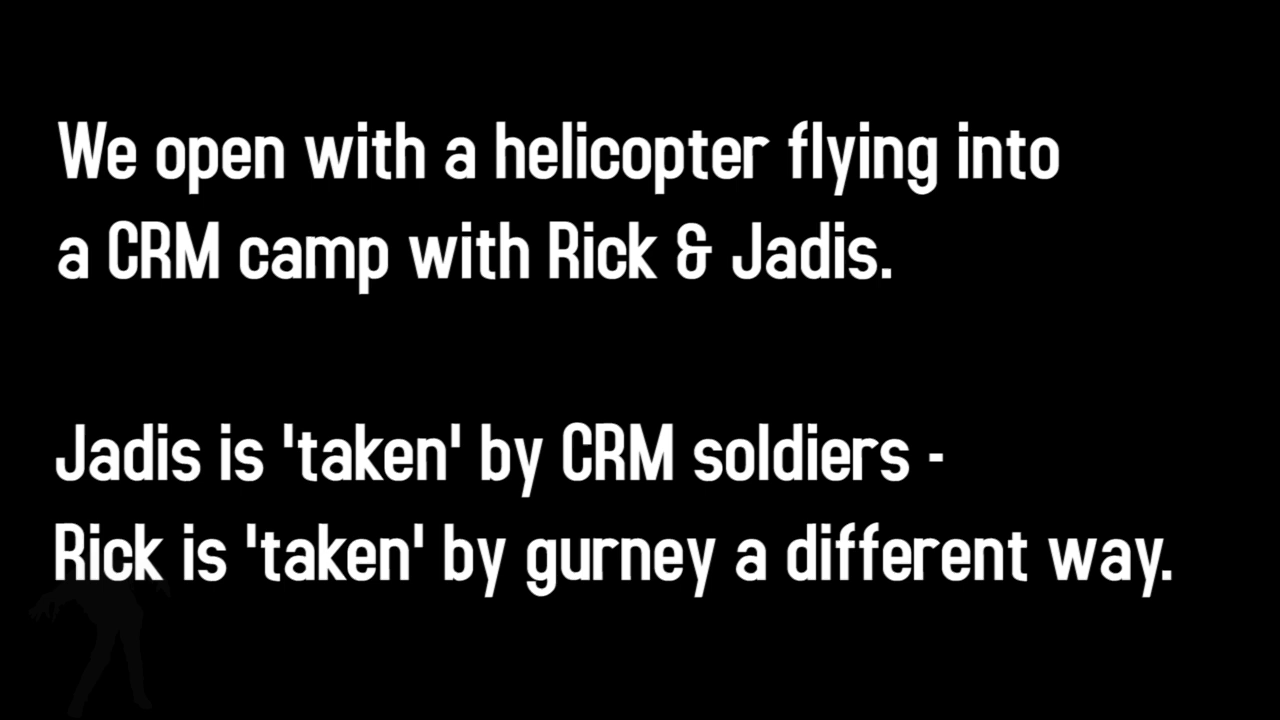 We open with a helicopter flying into
a CRM camp with Rick & Jadis.
Jadis is 'taken' by CRM soldiers -
Rick is 'taken' by gurney a different way.